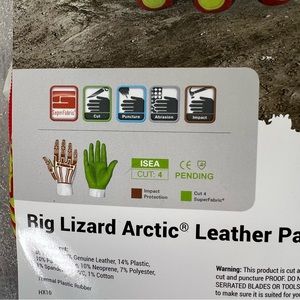 SuperFabric
Cut
Puncture
Abrasion
Impact
ISEA
CUT: 4
CE
PENDING
Impact
Protection
Cut 4
SuperFabric®
Big Lizard Arctic® Leather Pa
Genuine Leather, 14% Plastic,
10% Neoprene, 7% Polyester,
1% Cotton
Thermal Plastic Rubber
HX10
Warning: This product is cut a
cut and puncture PROOF. DO N
SERRATED BLADES OR TOOLS
to make sure it is suited for yo